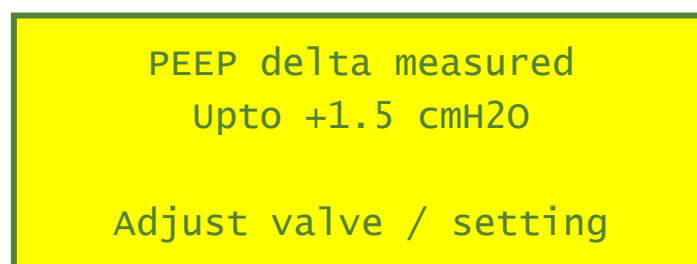 PEEP delta measured
Upto +1.5 cmH2O
Adjust valve / setting